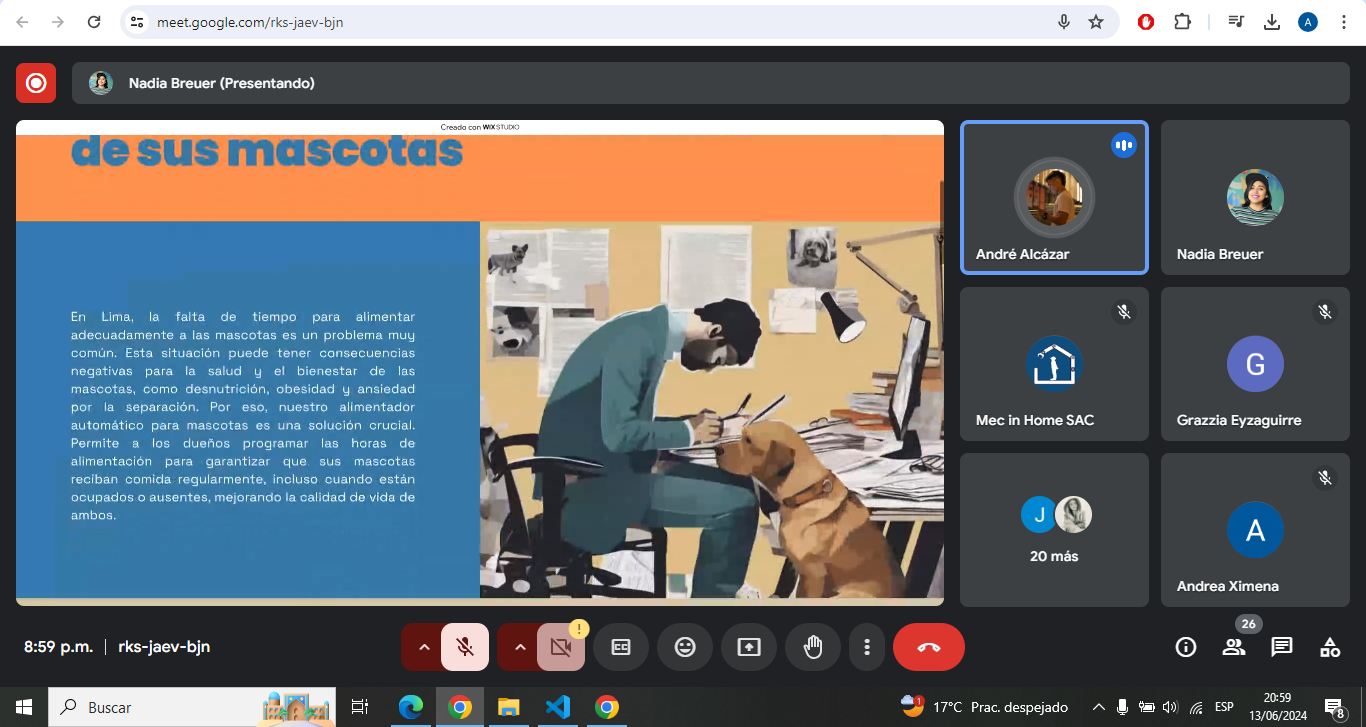 meet.google.com/rks-jaev-bjn
A
Nadia Breuer (Presentando)
Creado con WIX STUDIO
de sus mascotas
En Lima, la falta de tiempo para alimentar
adecuadamente a las mascotas es un problema muy
común. Esta situación puede tener consecuencias
negativas para la salud y el bienestar de las
mascotas, como desnutrición, obesidad y ansiedad
por la separación. Por eso, nuestro alimentador
automático para mascotas es una solución crucial.
Permite a los dueños programar las horas de
alimentación para garantizar que sus mascotas
reciban comida regularmente, incluso cuando están
ocupados o ausentes, mejorando la calidad de vida de
ambos.
André Alcázar
Nadia Breuer
Mec in Home SAC
G
Grazzia Eyzaguirre
J
20 más
A
Andrea Ximena
8:59 p.m. | rks-jaev-bjn
!
26
Buscar
1
17°C Prac. despejado
ESP
20:59
13/06/2024
8